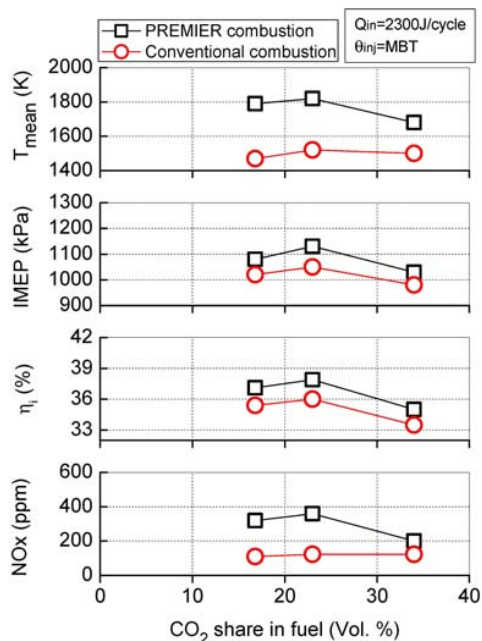 PREMIER combustion
Conventional combustion
Qin=2300J/cycle
θinj=MBT
Tmean (K)
2000
1800
1600
1400
IMEP (kPa)
1300
1200
1100
1000
900
ηi (%)
42
39
36
33
NOx (ppm)
600
400
200
0
0 10 20 30 40
CO2 share in fuel (Vol. %)